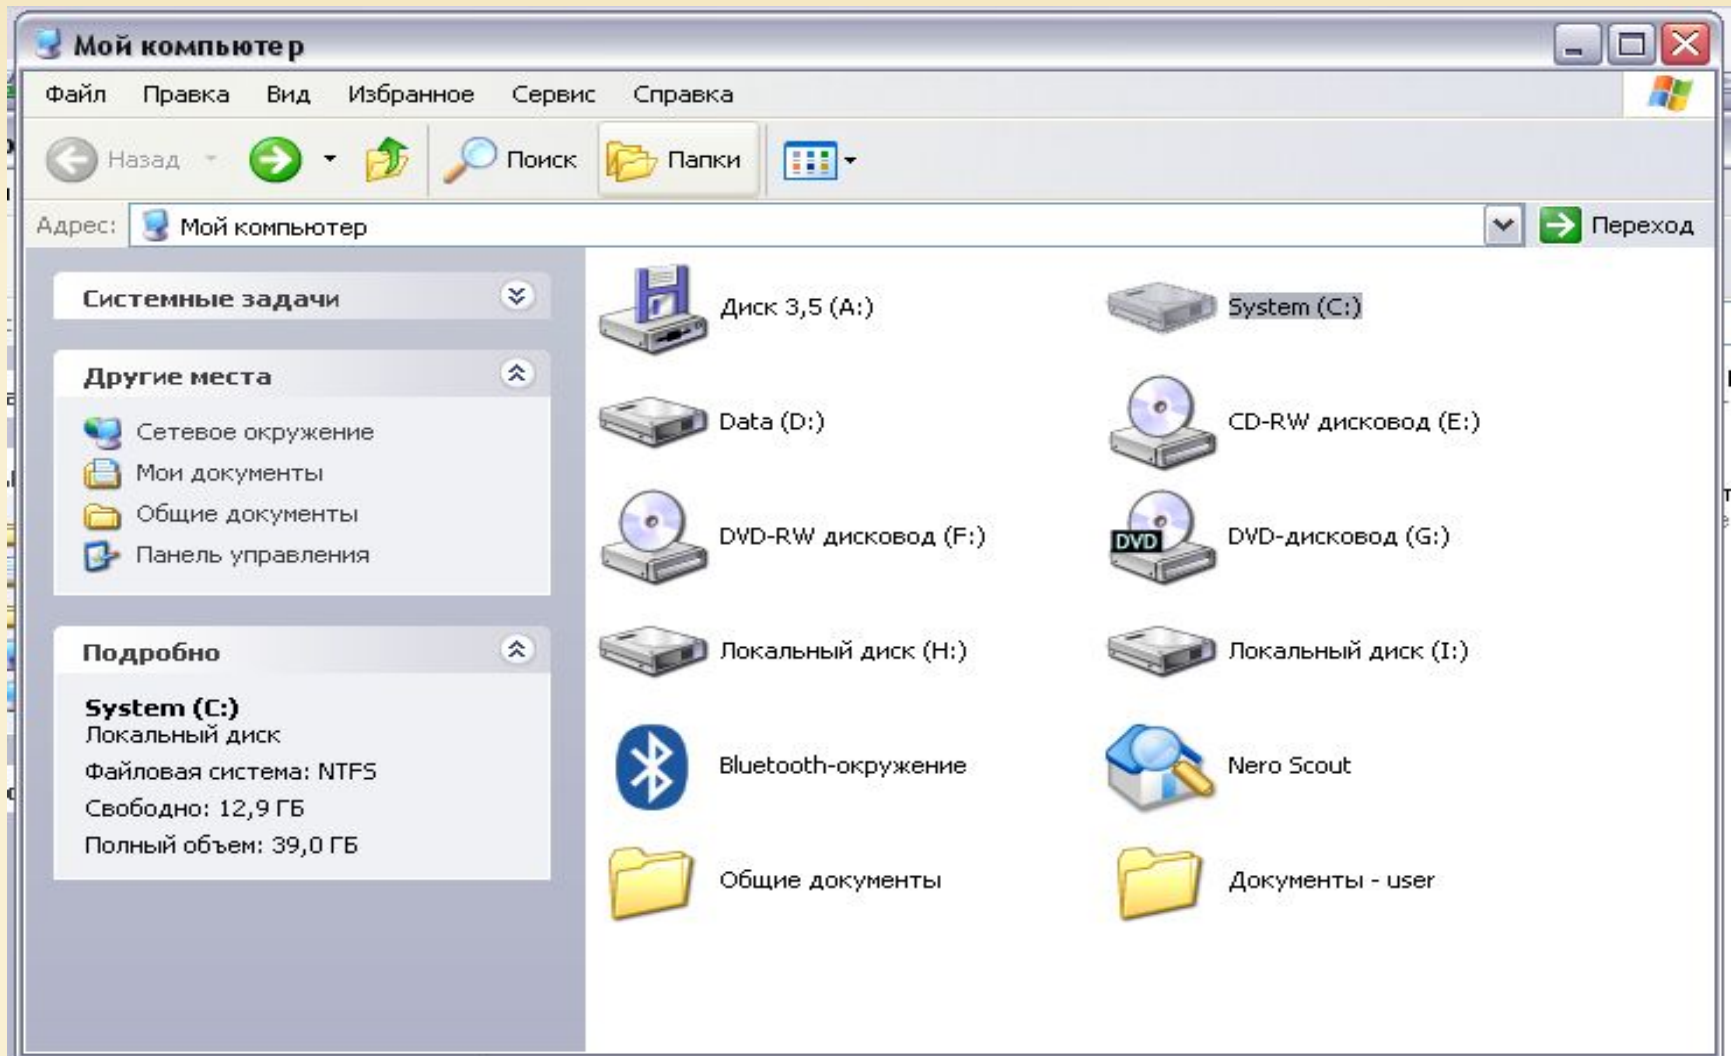 Мой компьютер
Файл Правка Вид Избранное Сервис Справка
Назад Поиск Папки
Адрес: Мой компьютер Переход
Системные задачи
Другие места
Сетевое окружение
Мои документы
Общие документы
Панель управления
Подробно
System (C:)
Локальный диск
Файловая система: NTFS
Свободно: 12,9 ГБ
Полный объем: 39,0 ГБ
Диск 3,5 (A:) System (C:)
Data (D:) CD-RW дисковод (E:)
DVD-RW дисковод (F:) DVD-дисковод (G:)
DVD
Локальный диск (H:) Локальный диск (I:)
Bluetooth-окружение Nero Scout
Общие документы Документы - user